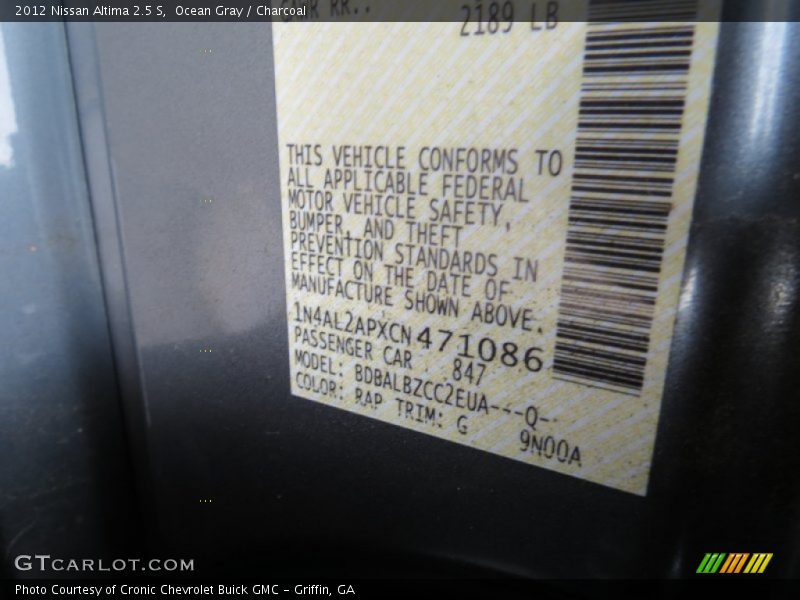 2012 Nissan Altima 2.5 S,  Ocean Gray / Charcoal
2189 LB
THIS VEHICLE CONFORMS TO
ALL APPLICABLE FEDERAL
MOTOR VEHICLE SAFETY,
BUMPER, AND THEFT
PREVENTION STANDARDS IN
EFFECT ON THE DATE OF
MANUFACTURE SHOWN ABOVE.
1N4AL2APXCN471086
PASSENGER CAR 847
MODEL: BDBALBZCC2EUA---Q-
COLOR: RAP TRIM: G 9N00A
GTCARLOT.COM
Photo Courtesy of Cronic Chevrolet Buick GMC - Griffin, GA